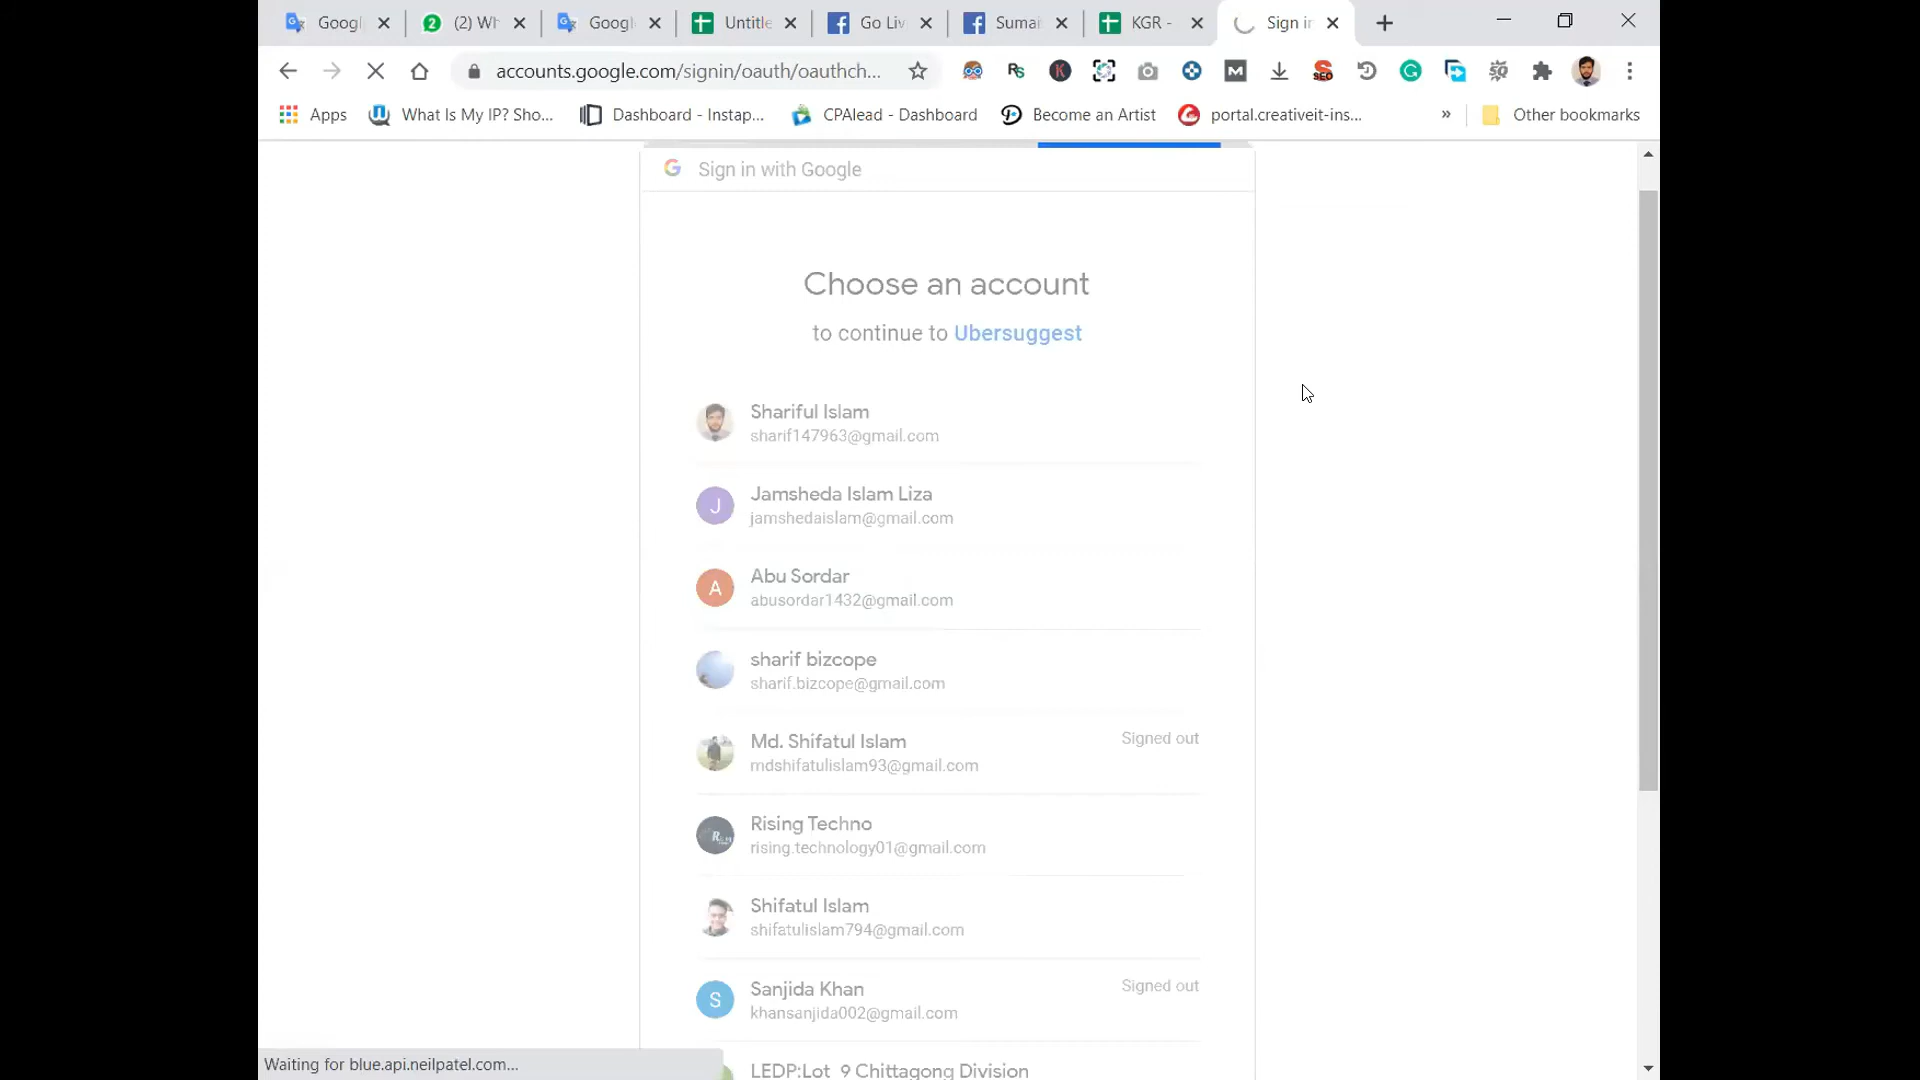 Googl (2) Wh Googl Untitle Go Liv Sumai KGR - Sign in
accounts.google.com/signin/oauth/oauthch...
Apps What Is My IP? Sho... Dashboard - Instap... CPAlead - Dashboard Become an Artist portal.creativeit-ins... » Other bookmarks
Sign in with Google
Choose an account
to continue to Ubersuggest
Shariful Islam
sharif147963@gmail.com
Jamsheda Islam Liza
jamshedaislam@gmail.com
Abu Sordar
abusordar1432@gmail.com
sharif bizcope
sharif.bizcope@gmail.com
Md. Shifatul Islam Signed out
mdshifatulislam93@gmail.com
Rising Techno
rising.technology01@gmail.com
Shifatul Islam
shifatulislam794@gmail.com
Sanjida Khan Signed out
khansanjida002@gmail.com
LEDP:Lot_9 Chittagong Division
Waiting for blue.api.neilpatel.com...